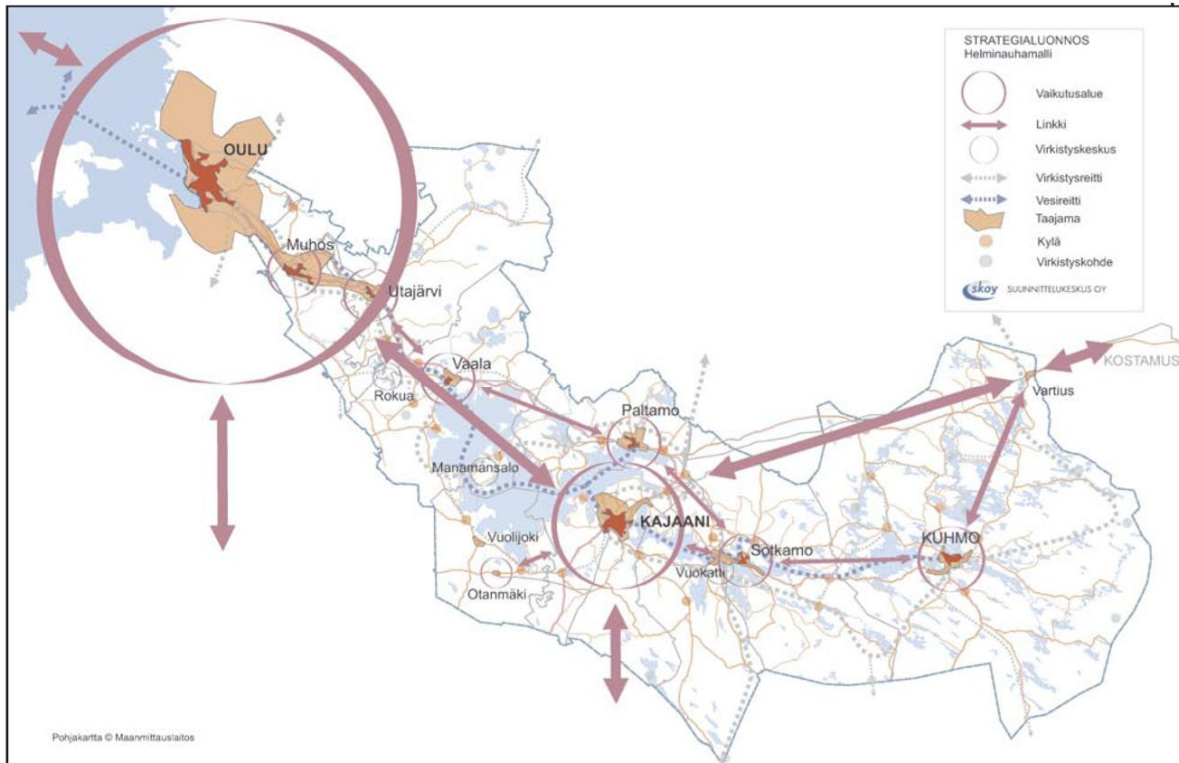 STRATEGIALUONNOS
Helminauhamalli
Vaikutusalue
Linkki
Virkistyskeskus
Virkistysreitti
Vesireitti
Taajama
Kylä
Virkistyskohde
skoy SUUNNITTELUKESKUS OY
OULU
Muhos
Utajärvi
Vaala
Rokua
KOSTAMUS
Vartius
Paltamo
Manamansalo
KAJAANI
Vuolijoki
KUHMO
Sotkamo
Vuokatti
Otanmäki
Pohjakartta © Maanmittauslaitos